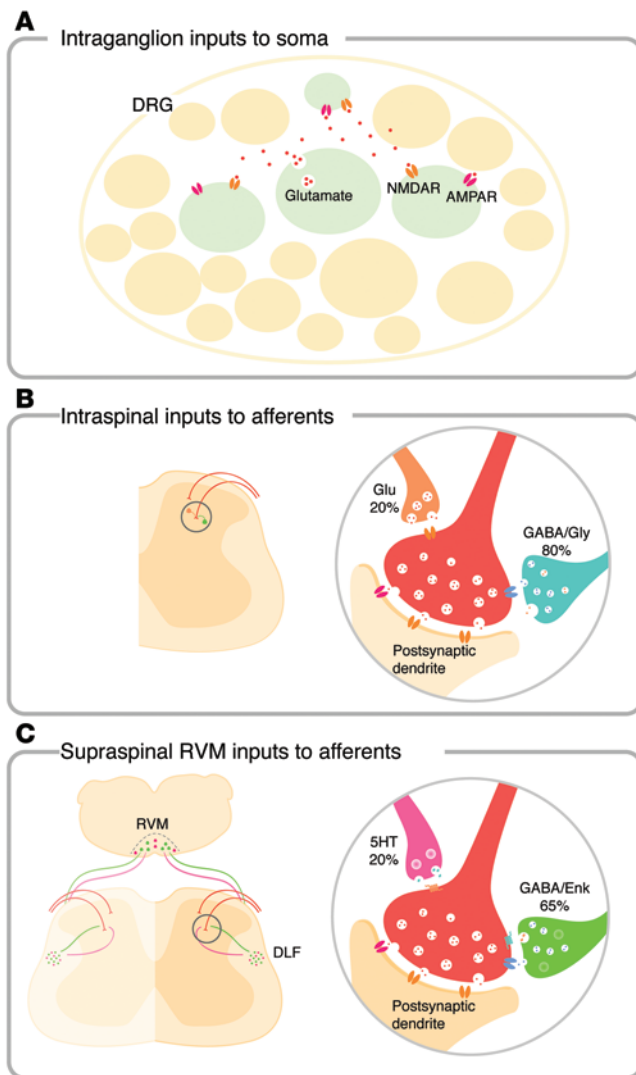 A
Intraganglion inputs to soma
DRG
Glutamate
NMDAR
AMPAR
B
Intraspinal inputs to afferents
Glu
20%
GABA/Gly
80%
Postsynaptic
dendrite
C
Supraspinal RVM inputs to afferents
RVM
DLF
5HT
20%
GABA/Enk
65%
Postsynaptic
dendrite